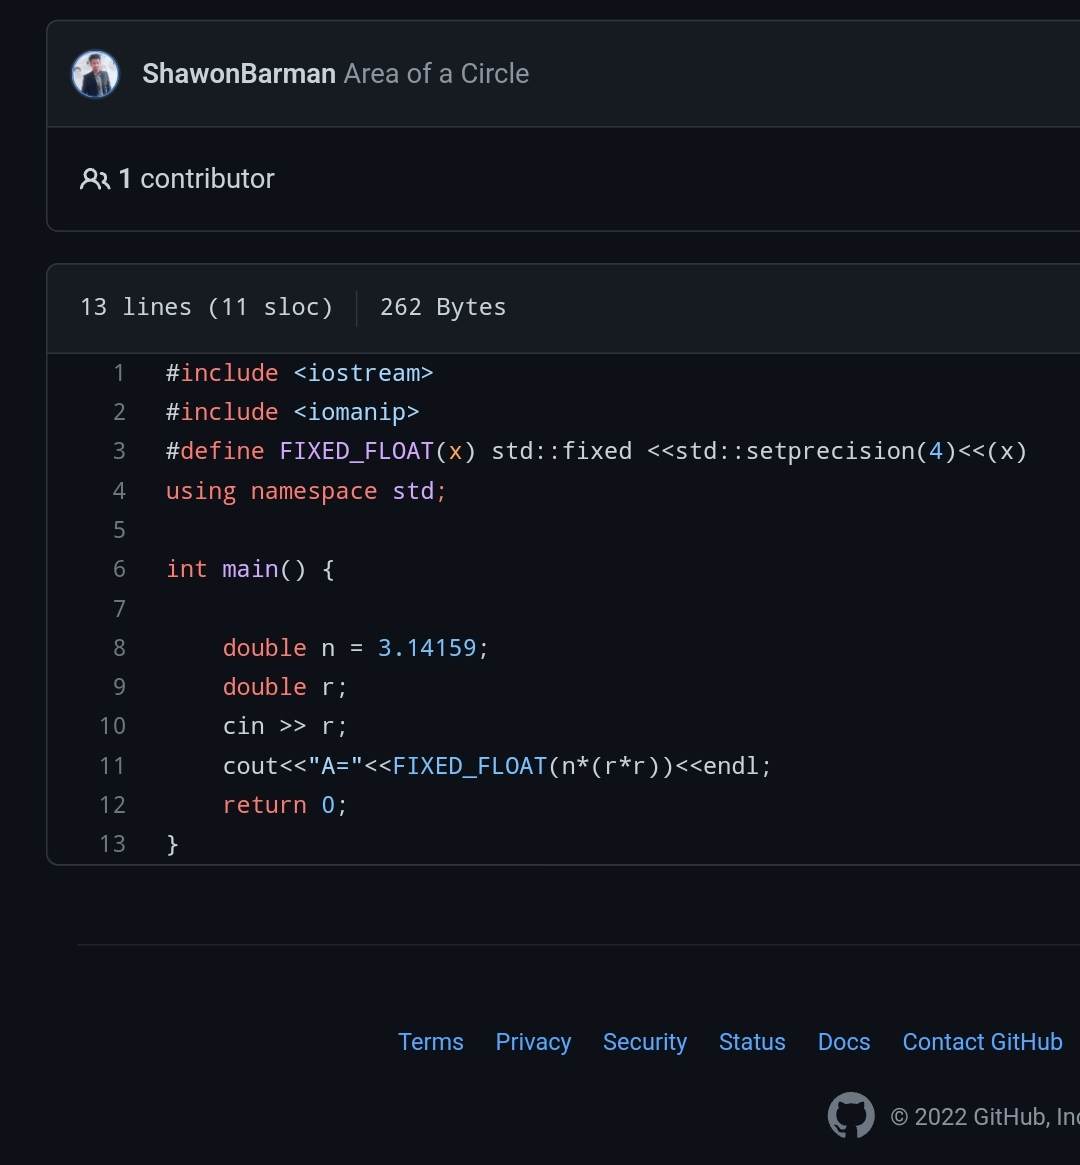 ShawonBarman Area of a Circle
1 contributor
13 lines (11 sloc) 262 Bytes
1 #include <iostream>
2 #include <iomanip>
3 #define FIXED_FLOAT(x) std::fixed <<std::setprecision(4)<<(x)
4 using namespace std;
5
6 int main() {
7
8     double n = 3.14159;
9     double r;
10     cin >> r;
11     cout<<"A="<<FIXED_FLOAT(n*(r*r))<<endl;
12     return 0;
13 }
Terms Privacy Security Status Docs Contact GitHub
© 2022 GitHub,